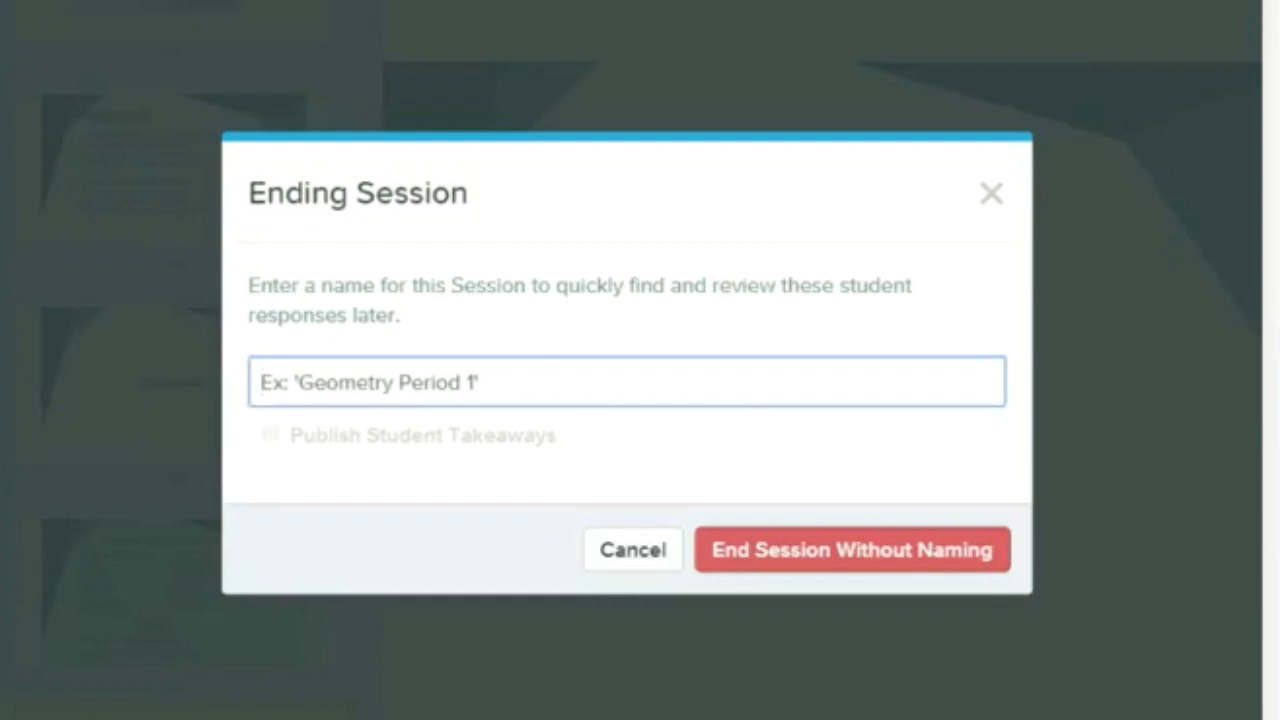 Ending Session
Enter a name for this Session to quickly find and review these student
responses later.
Ex: 'Geometry Period 1'
Publish Student Takeaways
Cancel
End Session Without Naming